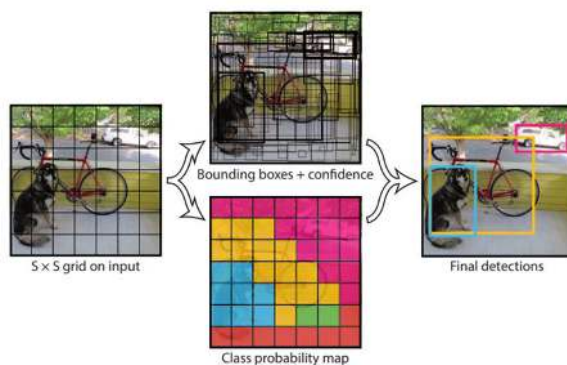 Bounding boxes + confidence
S × S grid on input
Final detections
Class probability map